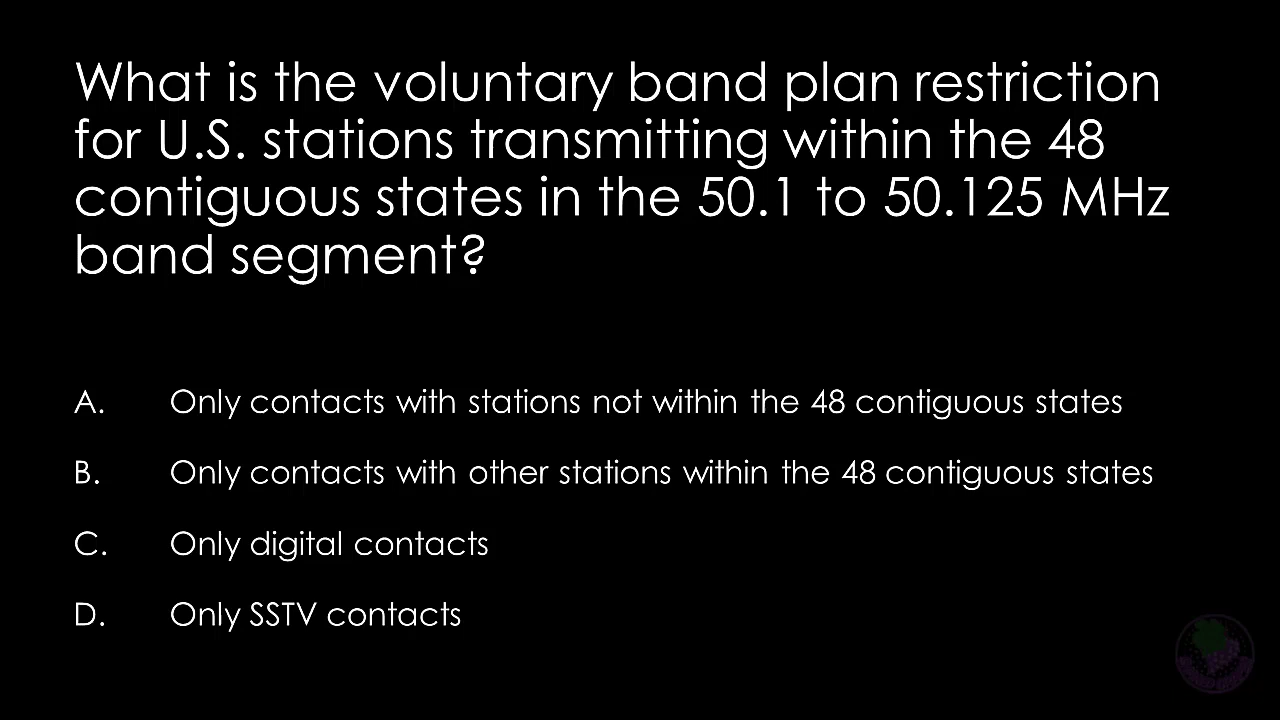 What is the voluntary band plan restriction
for U.S. stations transmitting within the 48
contiguous states in the 50.1 to 50.125 MHz
band segment?
A. Only contacts with stations not within the 48 contiguous states
B. Only contacts with other stations within the 48 contiguous states
C. Only digital contacts
D. Only SSTV contacts